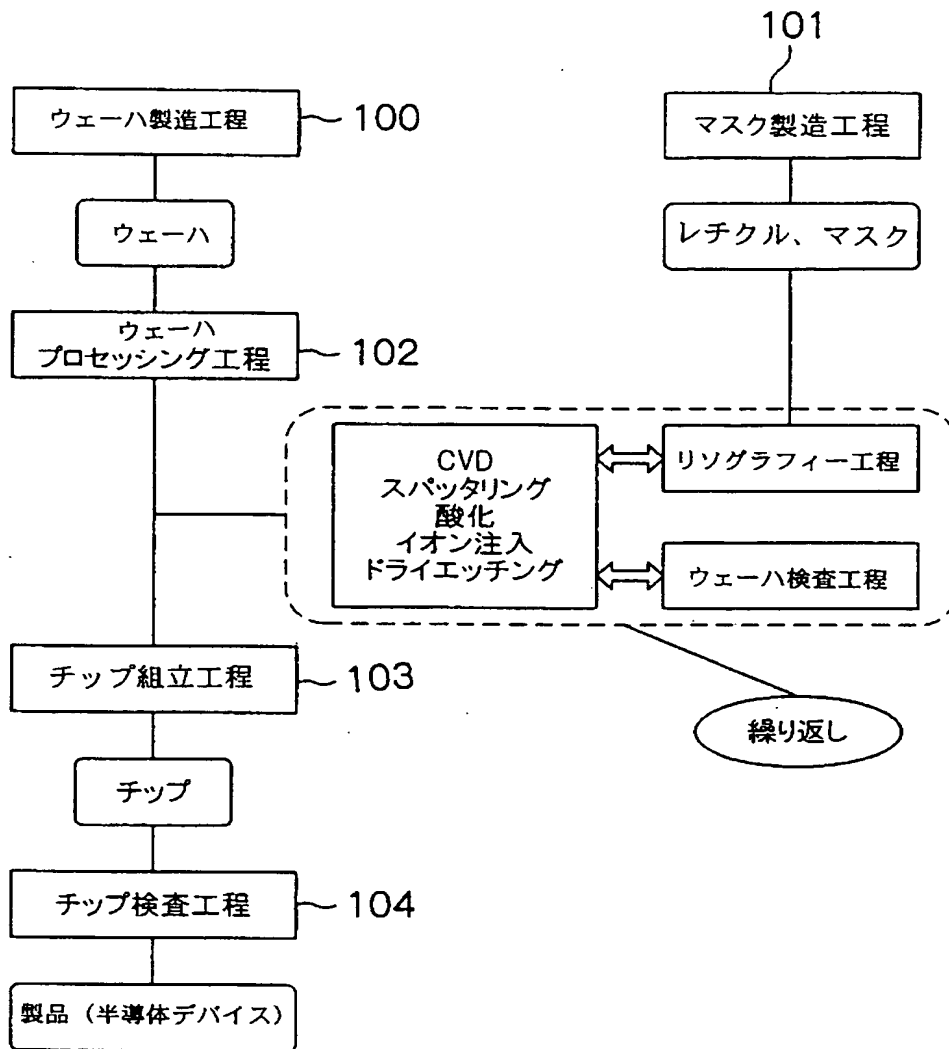 101
ウェーハ製造工程
100
マスク製造工程
ウェーハ
レチクル、マスク
ウェーハ
プロセッシング工程
102
CVD
スパッタリング
酸化
イオン注入
ドライエッチング
リソグラフィー工程
ウェーハ検査工程
チップ組立工程
103
繰り返し
チップ
チップ検査工程
104
製品（半導体デバイス）